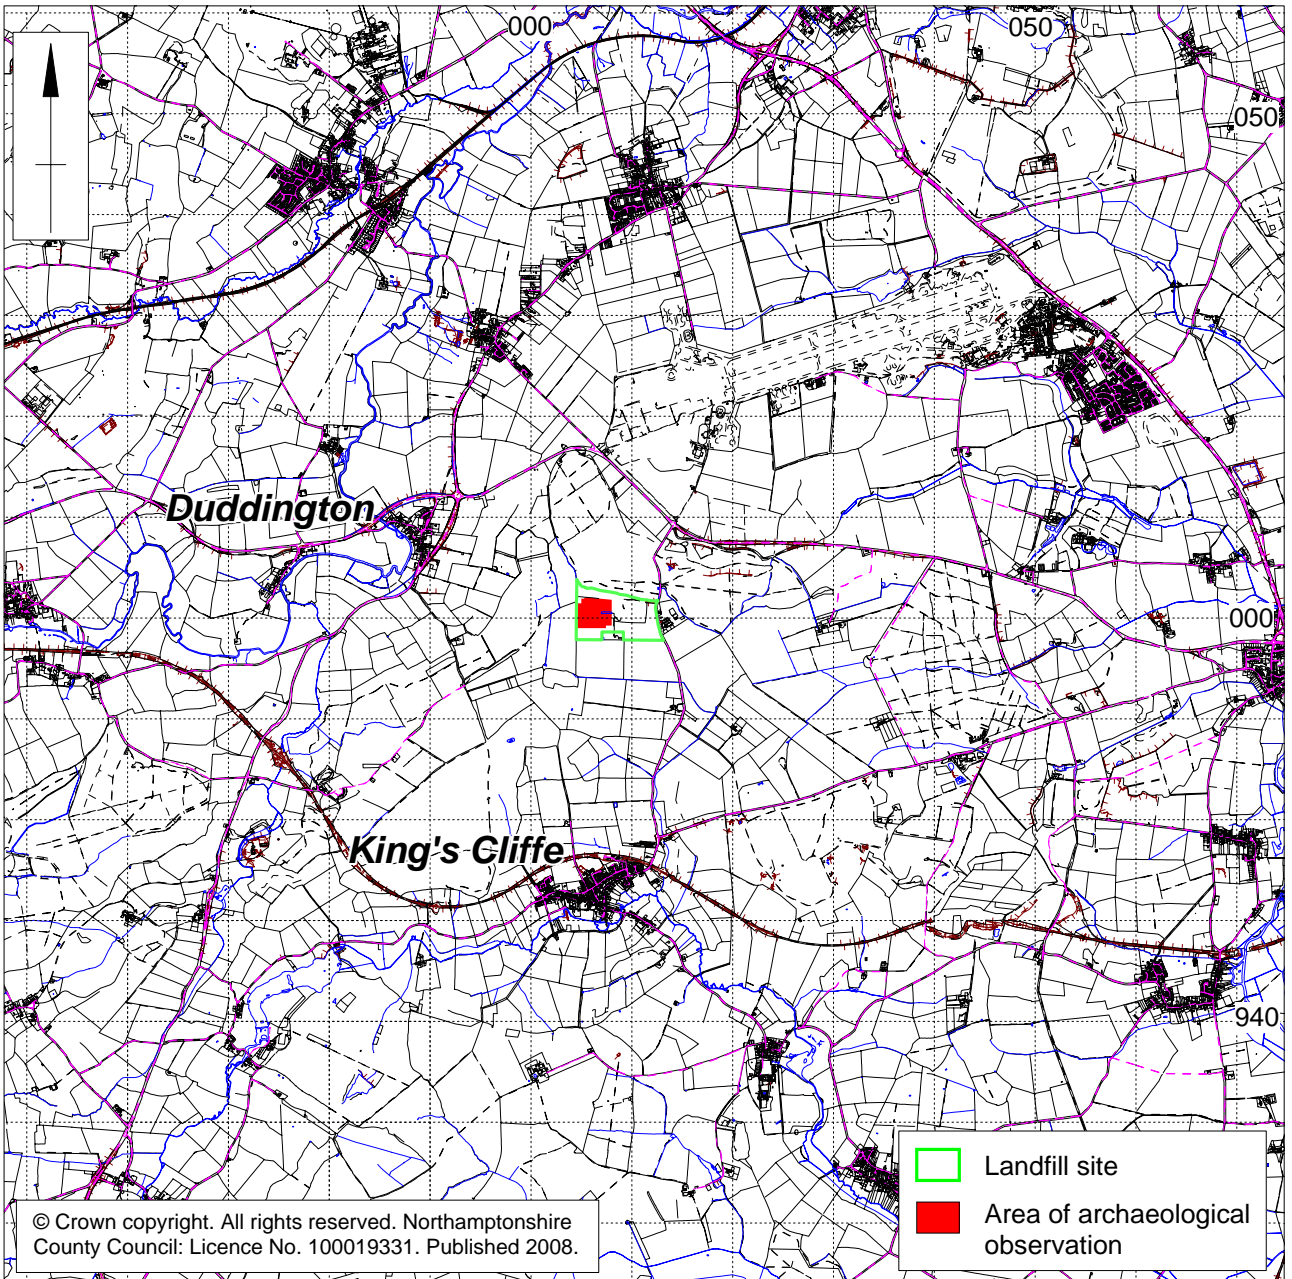 000
050
050
Duddington
000
King's Cliffe
940
Landfill site
Area of archaeological
observation
© Crown copyright. All rights reserved. Northamptonshire
County Council: Licence No. 100019331. Published 2008.